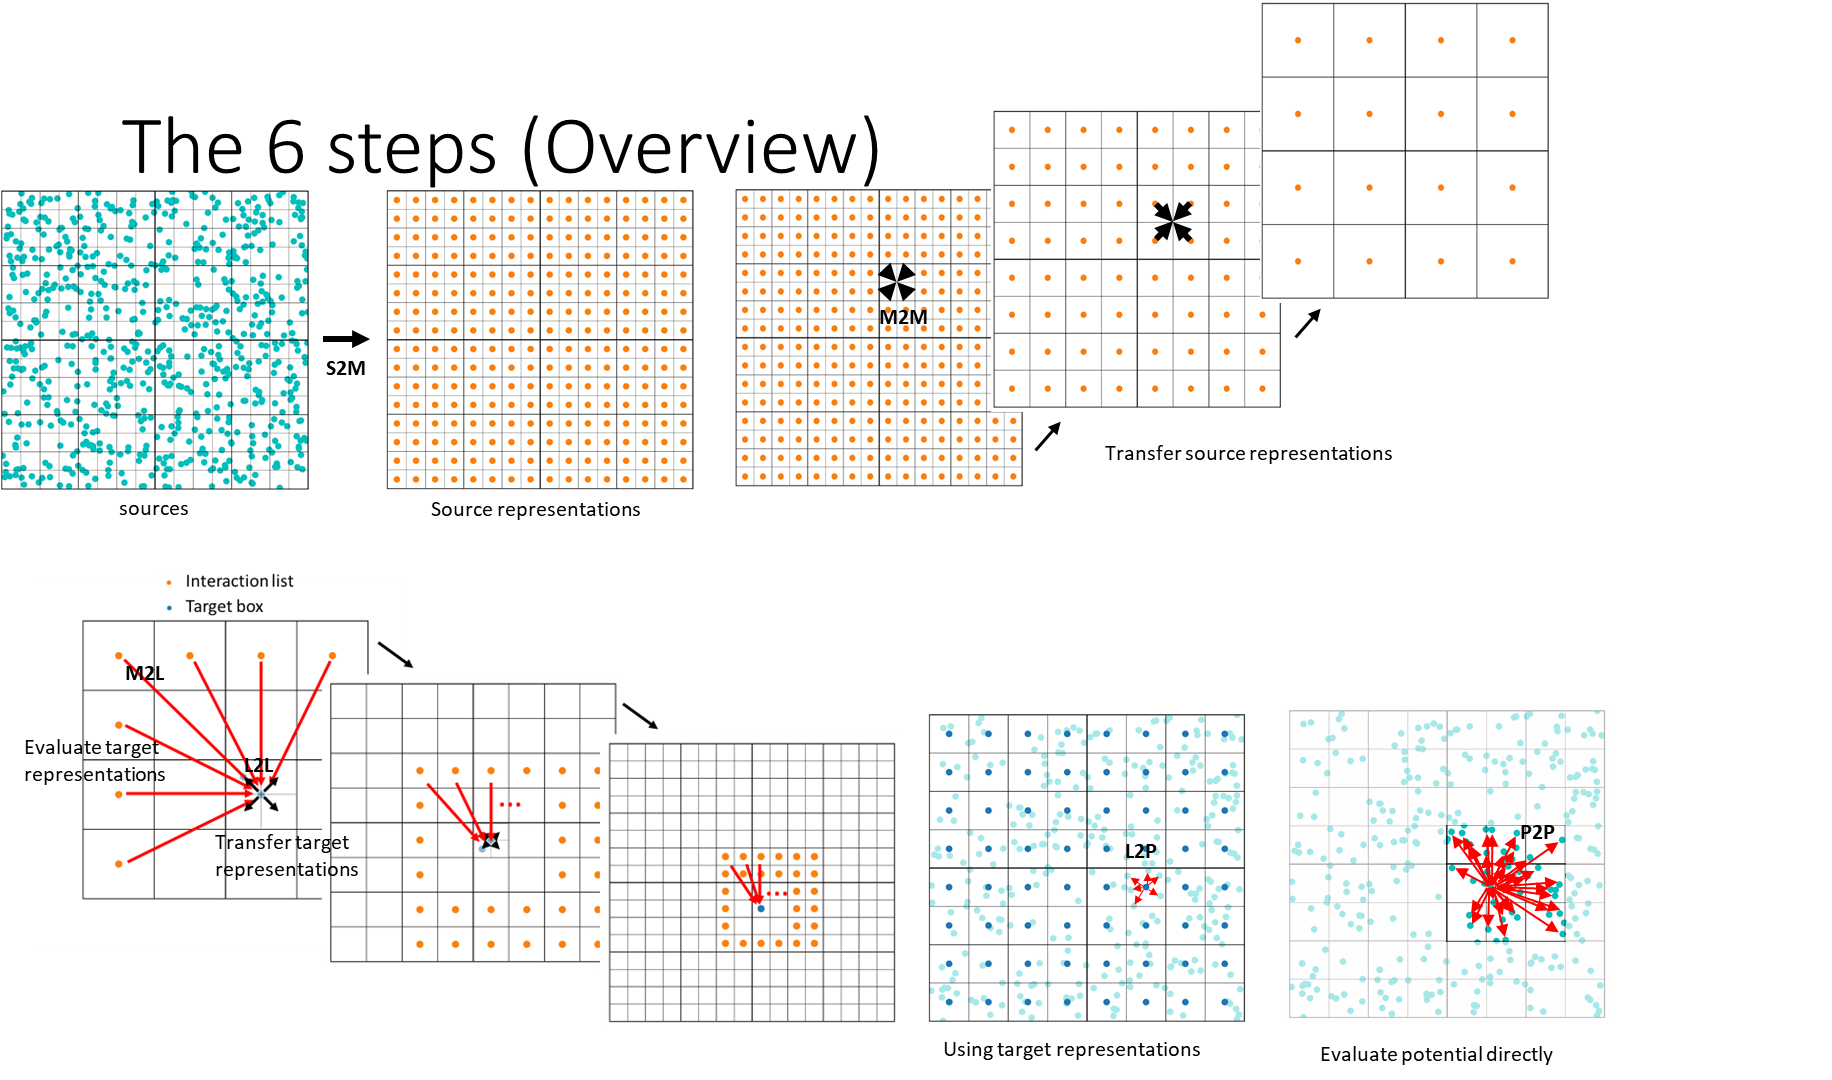 The 6 steps (Overview)
S2M
M2M
sources
Source representations
Transfer source representations
Interaction list
Target box
M2L
Evaluate target
representations
L2L
Transfer target
representations
L2P
P2P
Using target representations
Evaluate potential directly